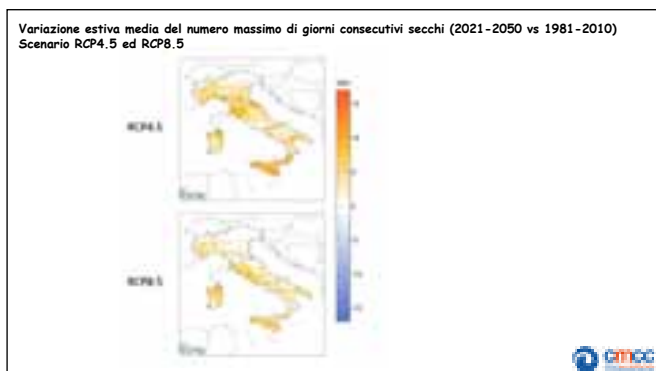 Variazione estiva media del numero massimo di giorni consecutivi secchi (2021-2050 vs 1981-2010)
Scenario RCP4.5 ed RCP8.5
RCP4.5
RCP8.5
cmcc